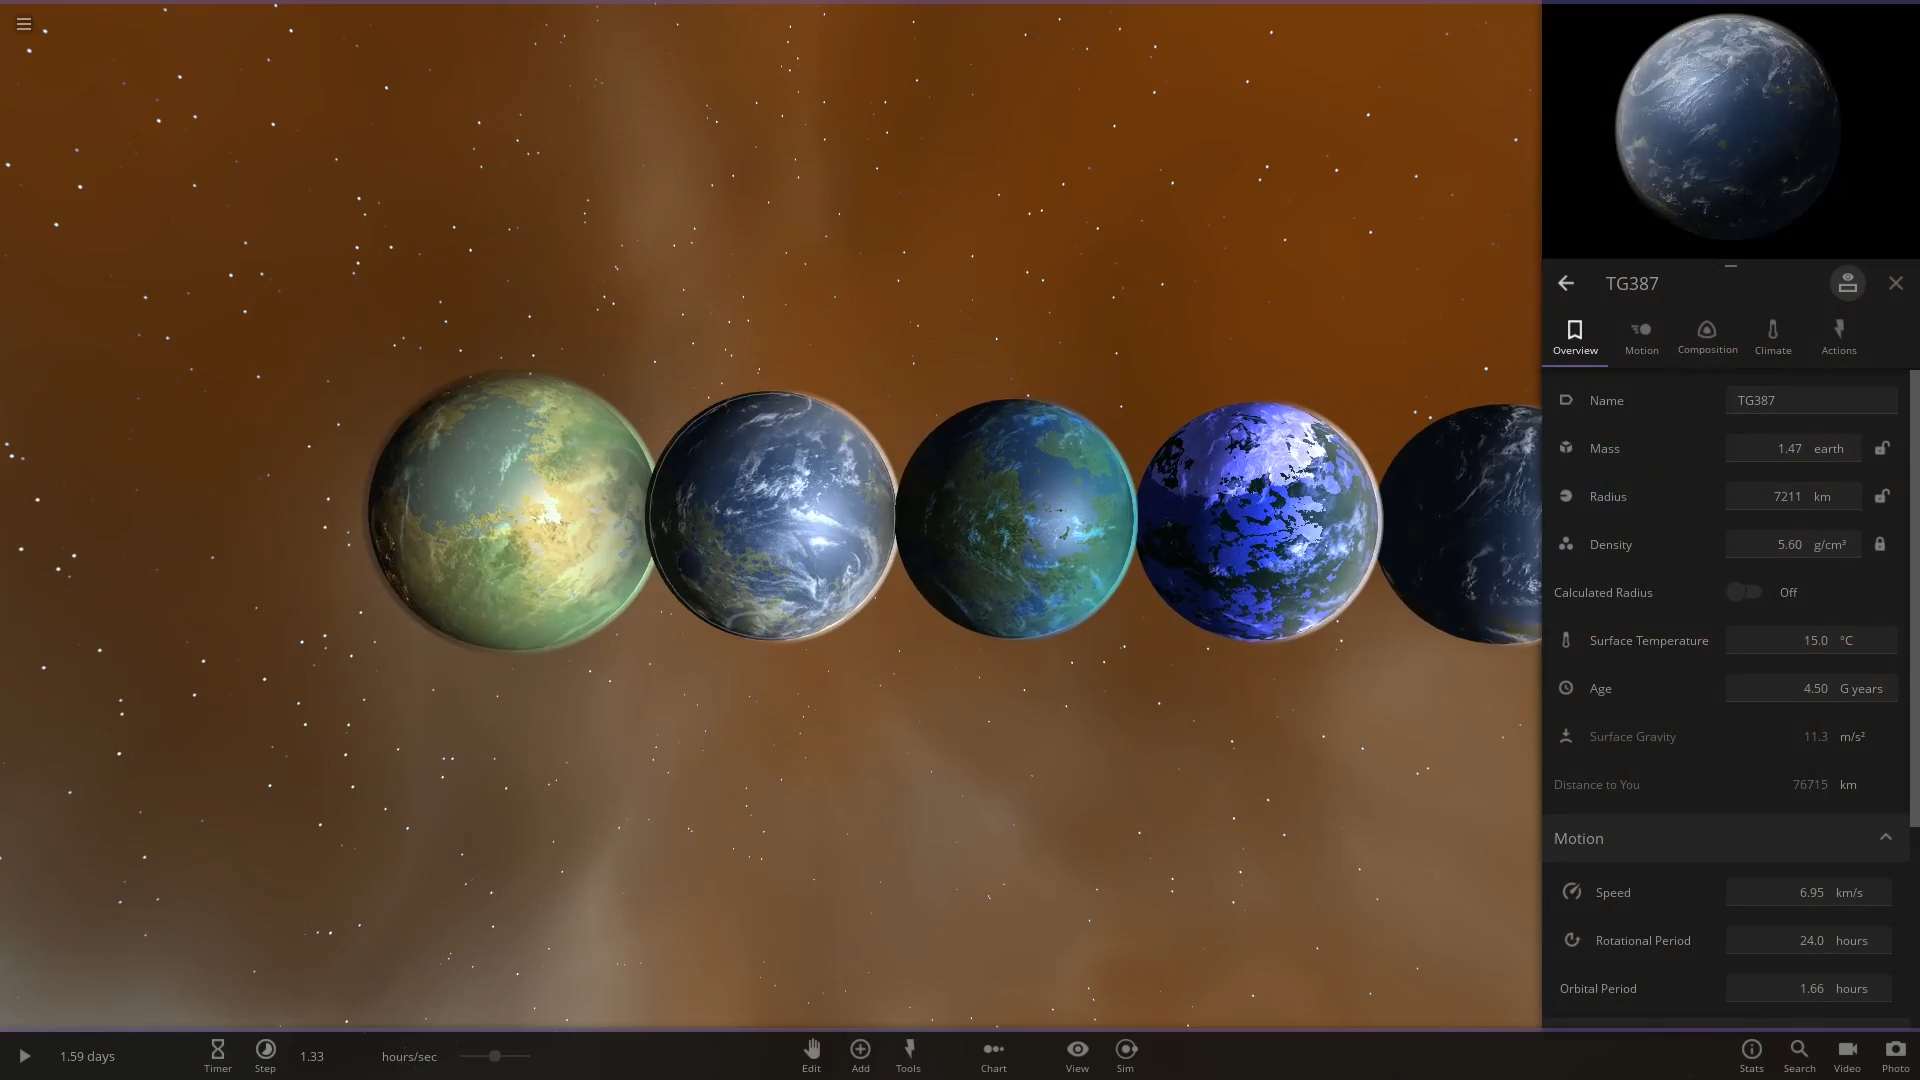 TG387
Overview
Motion
Composition
Climate
Actions
Name TG387
Mass 1.47 earth
Radius 7211 km
Density 5.60 g/cm³
Calculated Radius Off
Surface Temperature 15.0 °C
Age 4.50 G years
Surface Gravity 11.3 m/s²
Distance to You 76715 km
Motion
Speed 6.95 km/s
Rotational Period 24.0 hours
Orbital Period 1.66 hours
1.59 days
Timer
Step
1.33 hours/sec
Edit
Add
Tools
Chart
View
Sim
Stats
Search
Video
Photo